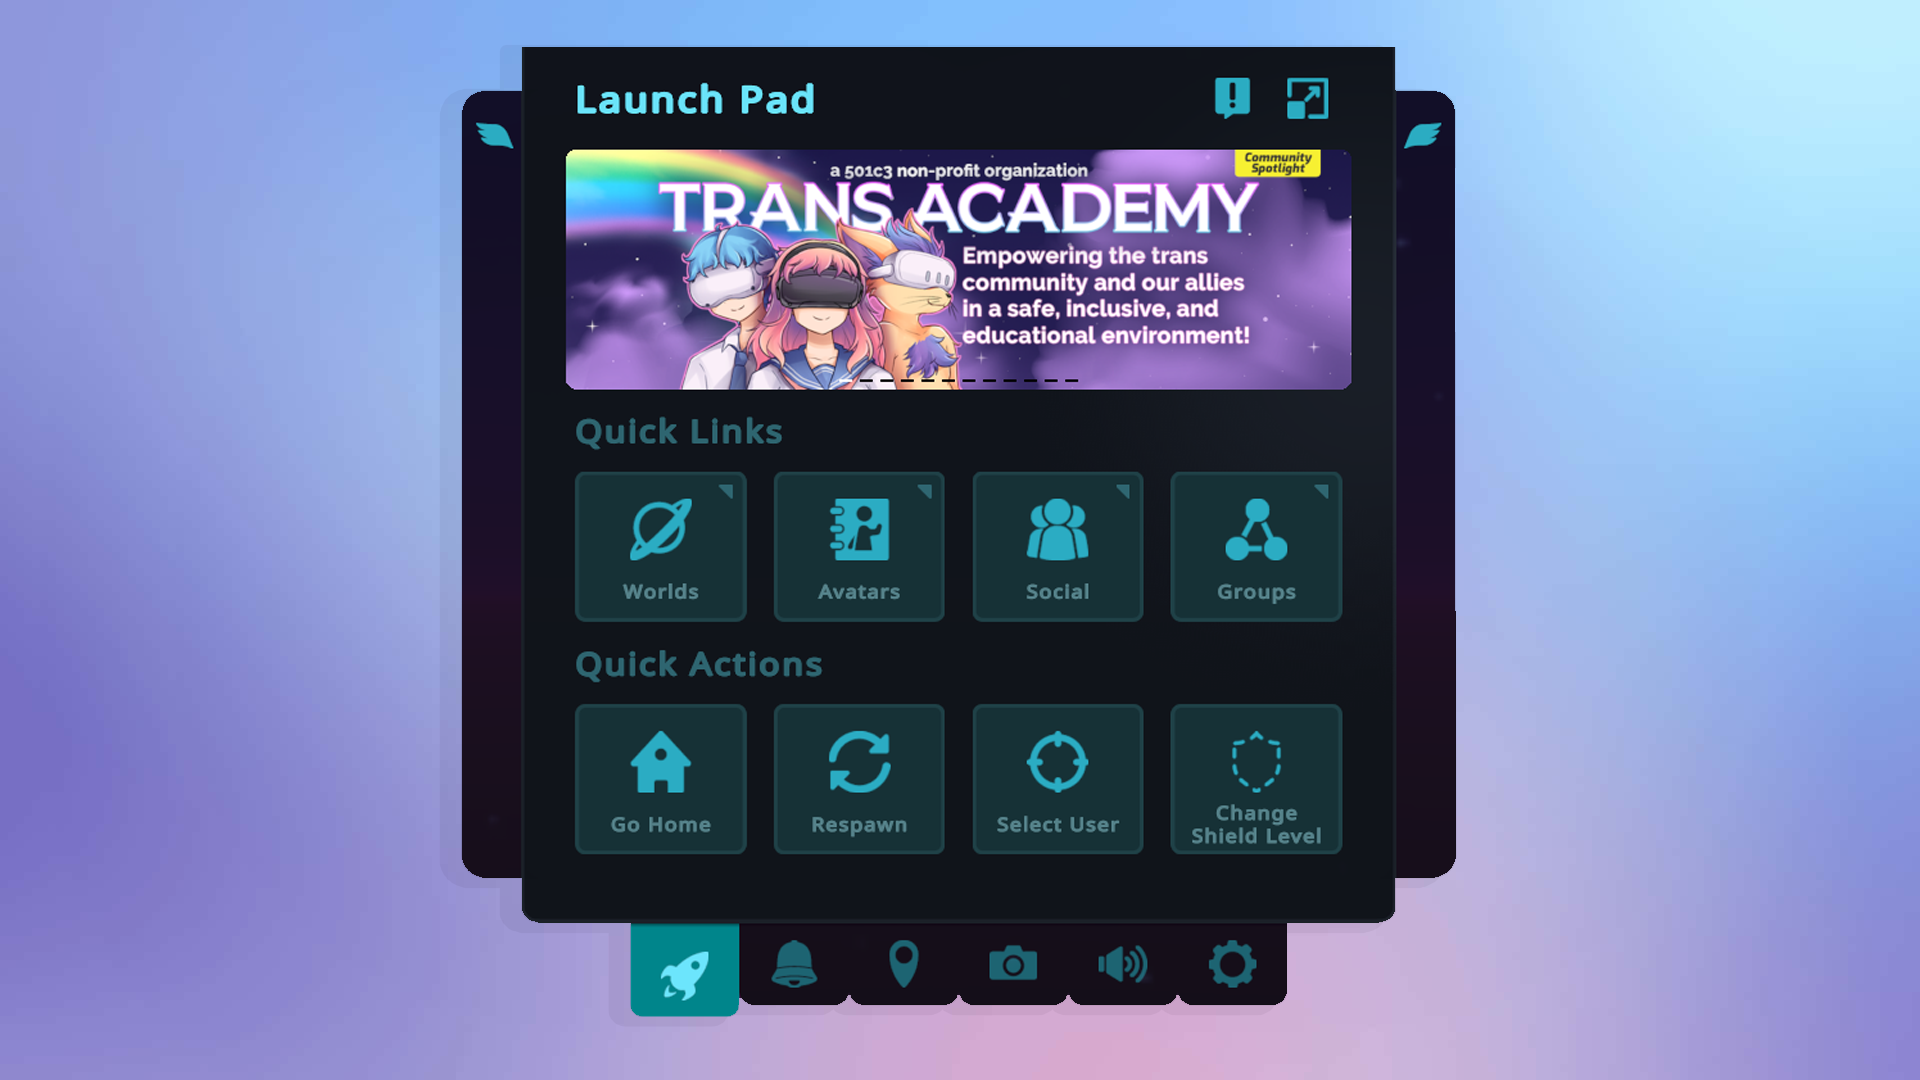 Launch Pad
a 501c3 non-profit organization
Community
Spotlight
TRANS ACADEMY
Empowering the trans
community and our allies
in a safe, inclusive, and
educational environment!
Quick Links
Worlds
Avatars
Social
Groups
Quick Actions
Go Home
Respawn
Select User
Change
Shield Level